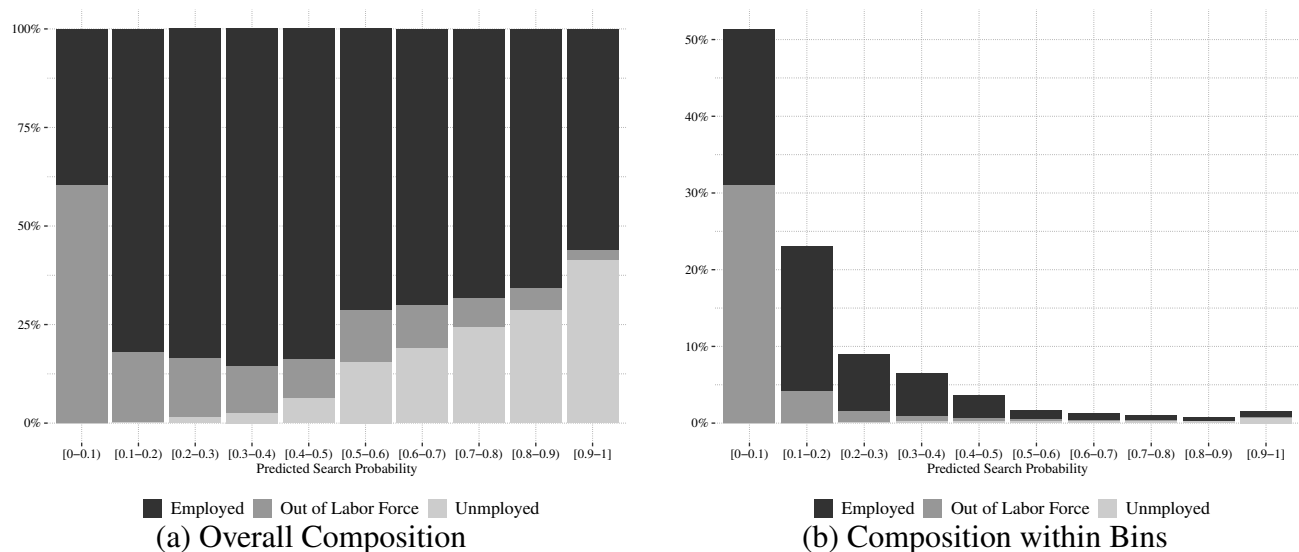 100%
75%
50%
25%
0%
[0−0.1) [0.1−0.2) [0.2−0.3) [0.3−0.4) [0.4−0.5) [0.5−0.6) [0.6−0.7) [0.7−0.8) [0.8−0.9) [0.9−1]
Predicted Search Probability
Employed Out of Labor Force Unmployed
(a) Overall Composition
50%
40%
30%
20%
10%
0%
[0−0.1) [0.1−0.2) [0.2−0.3) [0.3−0.4) [0.4−0.5) [0.5−0.6) [0.6−0.7) [0.7−0.8) [0.8−0.9) [0.9−1]
Predicted Search Probability
Employed Out of Labor Force Unmployed
(b) Composition within Bins